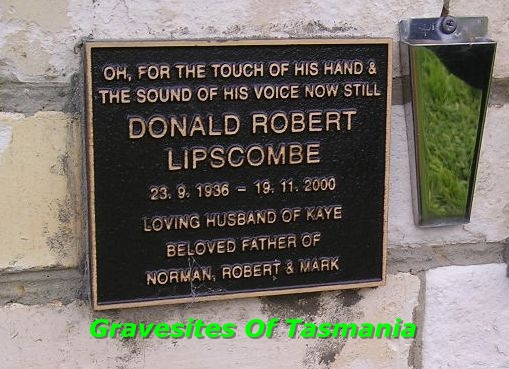 OH, FOR THE TOUCH OF HIS HAND &
THE SOUND OF HIS VOICE NOW STILL
DONALD ROBERT
LIPSCOMBE
23. 9. 1936 - 19. 11. 2000
LOVING HUSBAND OF KAYE
BELOVED FATHER OF
NORMAN, ROBERT & MARK
Gravesites Of Tasmania